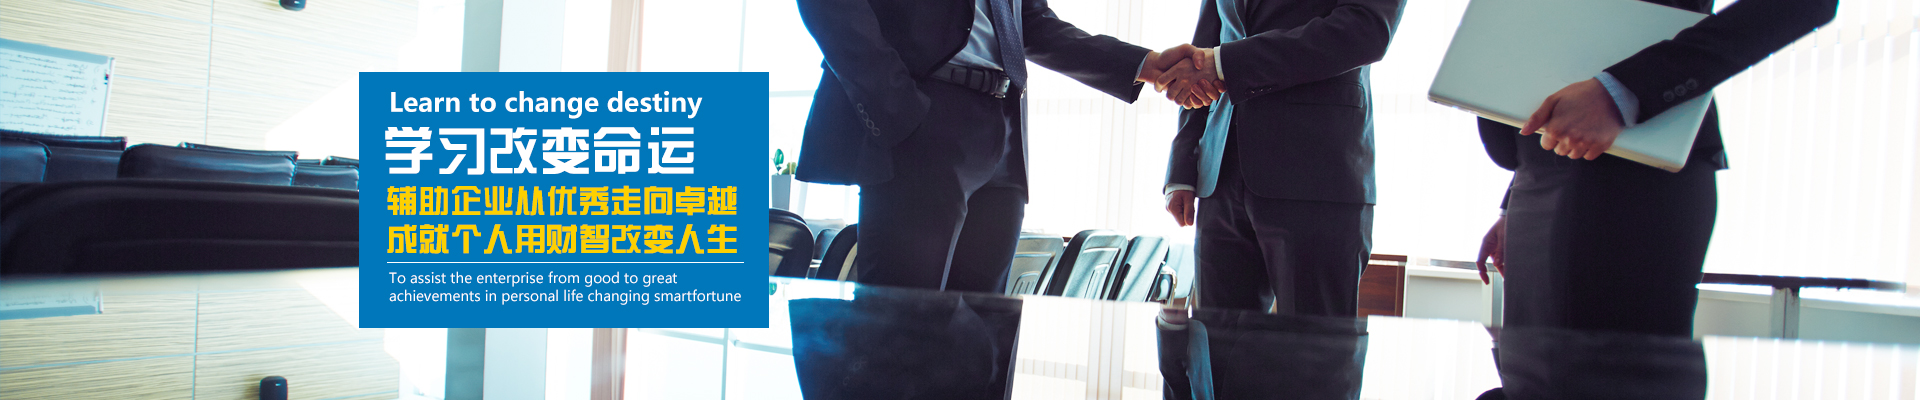 Learn to change destiny
学习改变命运
辅助企业从优秀走向卓越
成就个人用财智改变人生
To assist the enterprise from good to great
achievements in personal life changing smartfortune